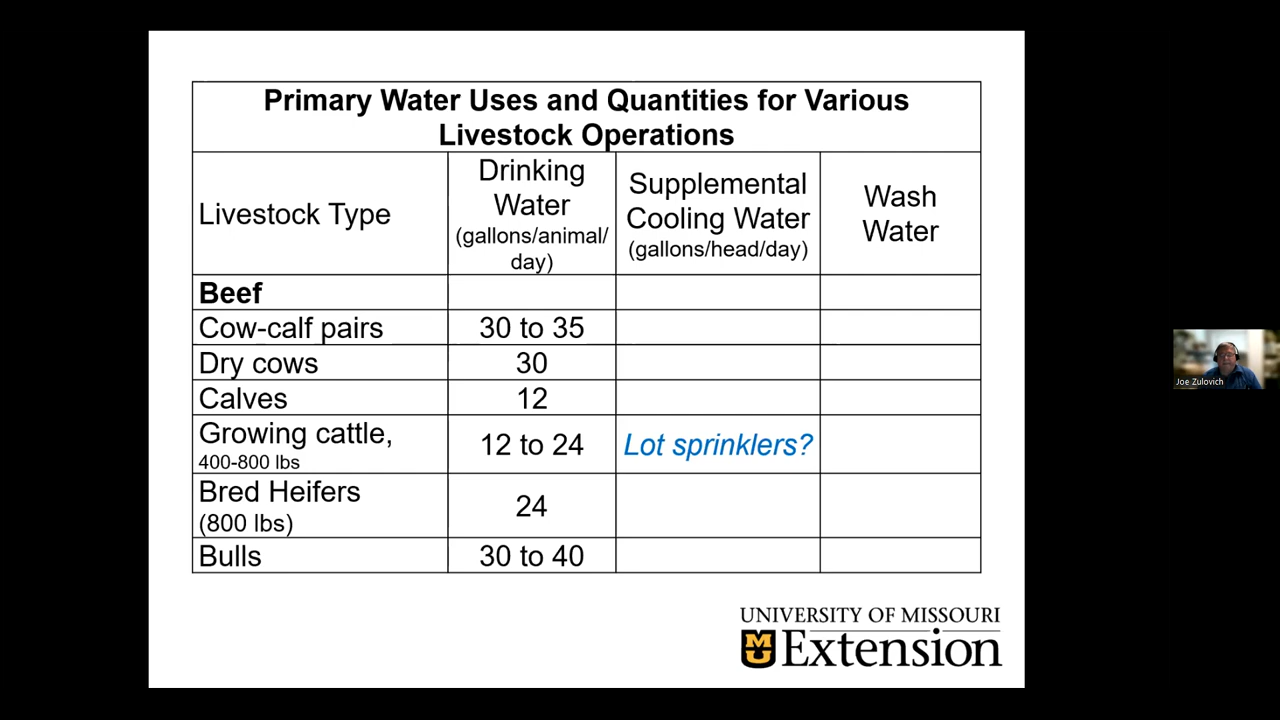 Primary Water Uses and Quantities for Various
Livestock Operations
Livestock Type
Drinking
Water
(gallons/animal/
day)
Supplemental
Cooling Water
(gallons/head/day)
Wash
Water
Beef
Cow-calf pairs
30 to 35
Dry cows
30
Calves
12
Growing cattle,
400-800 lbs
12 to 24
Lot sprinklers?
Bred Heifers
(800 lbs)
24
Bulls
30 to 40
UNIVERSITY OF MISSOURI
MU Extension
Joe Zulovich